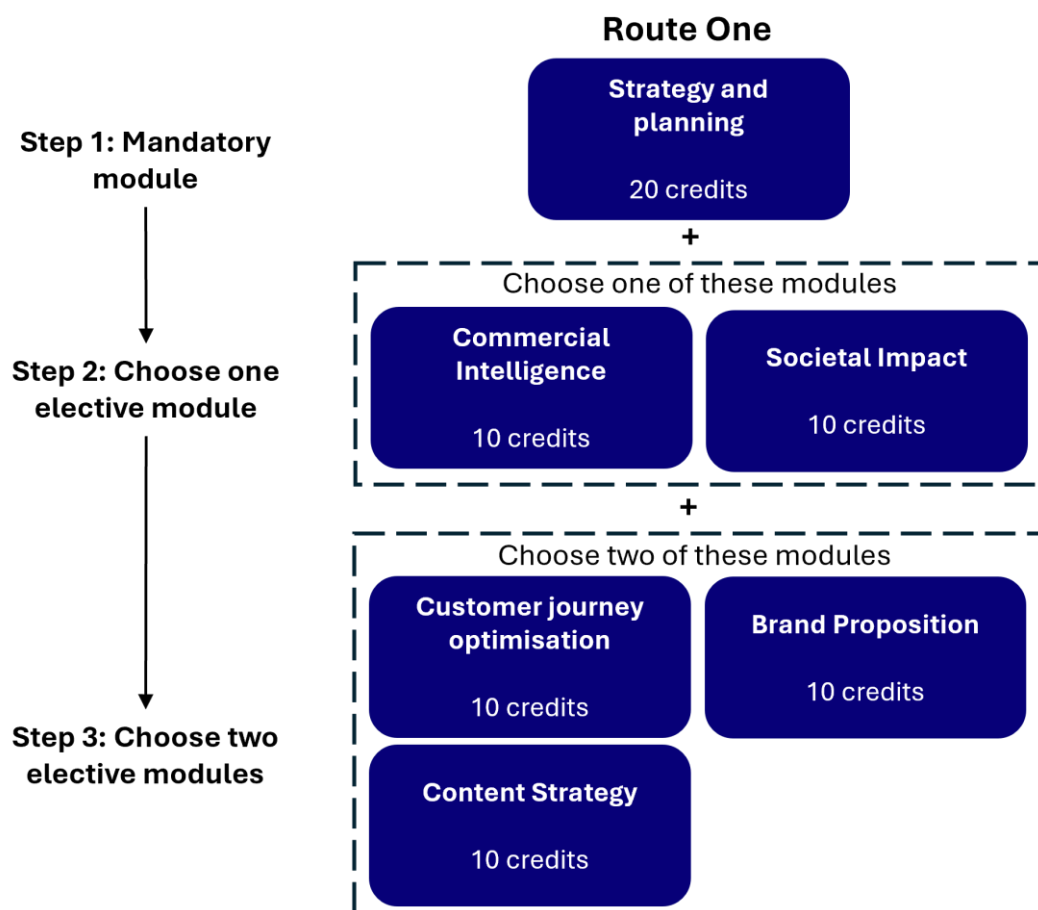 Route One
Strategy and
planning
20 credits
Step 1: Mandatory
module
+
Choose one of these modules
Commercial
Intelligence
10 credits
Societal Impact
10 credits
Step 2: Choose one
elective module
+
Choose two of these modules
Customer journey
optimisation
10 credits
Brand Proposition
10 credits
Step 3: Choose two
elective modules
Content Strategy
10 credits